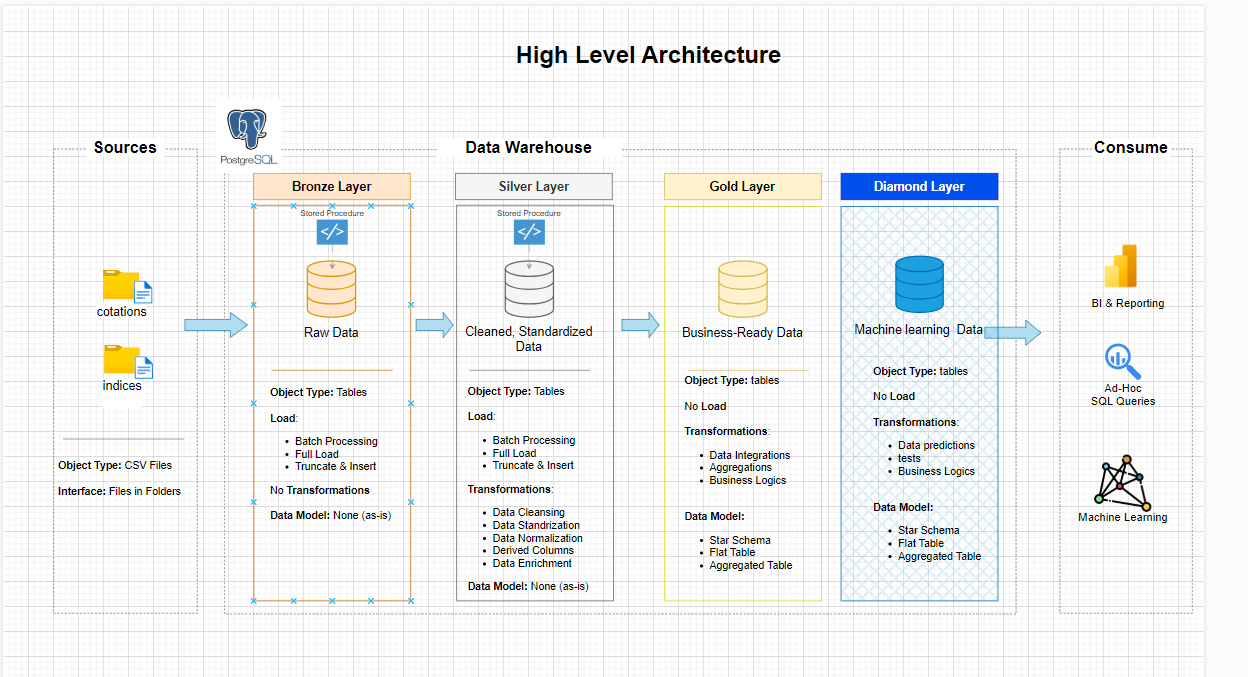 High Level Architecture
Sources
cotations
indices
Object Type: CSV Files
Interface: Files in Folders
PostgreSQL
Data Warehouse
Bronze Layer
Stored Procedure
</>
Raw Data
Object Type: Tables
Load:
• Batch Processing
• Full Load
• Truncate & Insert
No Transformations
Data Model: None (as-is)
Silver Layer
Stored Procedure
</>
Cleaned, Standardized
Data
Object Type: Tables
Load:
• Batch Processing
• Full Load
• Truncate & Insert
Transformations:
• Data Cleansing
• Data Standrization
• Data Normalization
• Derived Columns
• Data Enrichment
Data Model: None (as-is)
Gold Layer
Business-Ready Data
Object Type: tables
No Load
Transformations:
• Data Integrations
• Aggregations
• Business Logics
Data Model:
• Star Schema
• Flat Table
• Aggregated Table
Diamond Layer
Machine learning Data
Object Type: tables
No Load
Transformations:
• Data predictions
• tests
• Business Logics
Data Model:
• Star Schema
• Flat Table
• Aggregated Table
Consume
BI & Reporting
Ad-Hoc
SQL Queries
Machine Learning